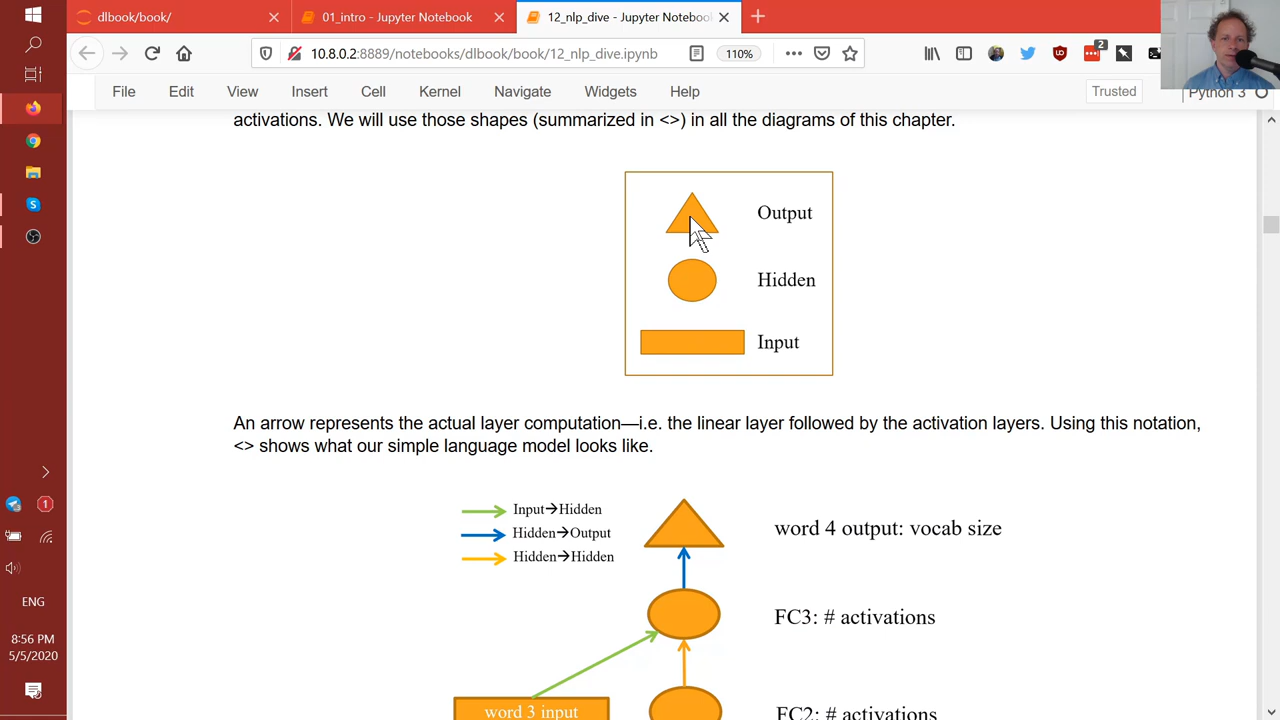 dlbook/book/
01_intro - Jupyter Notebook
12_nlp_dive - Jupyter Notebook
10.8.0.2:8889/notebooks/dlbook/book/12_nlp_dive.ipynb
110%
2
File Edit View Insert Cell Kernel Navigate Widgets Help
Trusted
Python 3
activations. We will use those shapes (summarized in <>) in all the diagrams of this chapter.
Output
Hidden
Input
An arrow represents the actual layer computation—i.e. the linear layer followed by the activation layers. Using this notation,
<> shows what our simple language model looks like.
Input→Hidden
Hidden→Output
Hidden→Hidden
word 4 output: vocab size
FC3: # activations
word 3 input
FC2: # activations
1
ENG
8:56 PM
5/5/2020